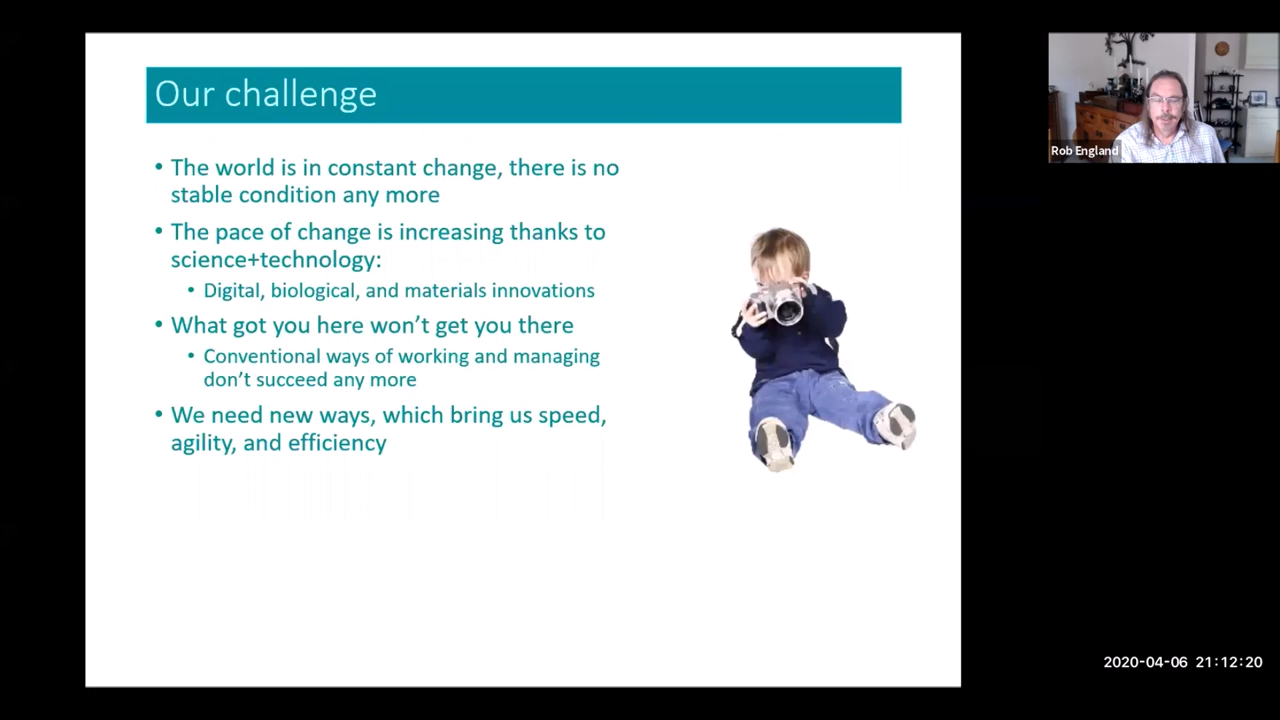 Our challenge
• The world is in constant change, there is no
stable condition any more
• The pace of change is increasing thanks to
science+technology:
• Digital, biological, and materials innovations
• What got you here won’t get you there
• Conventional ways of working and managing
don’t succeed any more
• We need new ways, which bring us speed,
agility, and efficiency
Rob England
2020-04-06 21:12:20